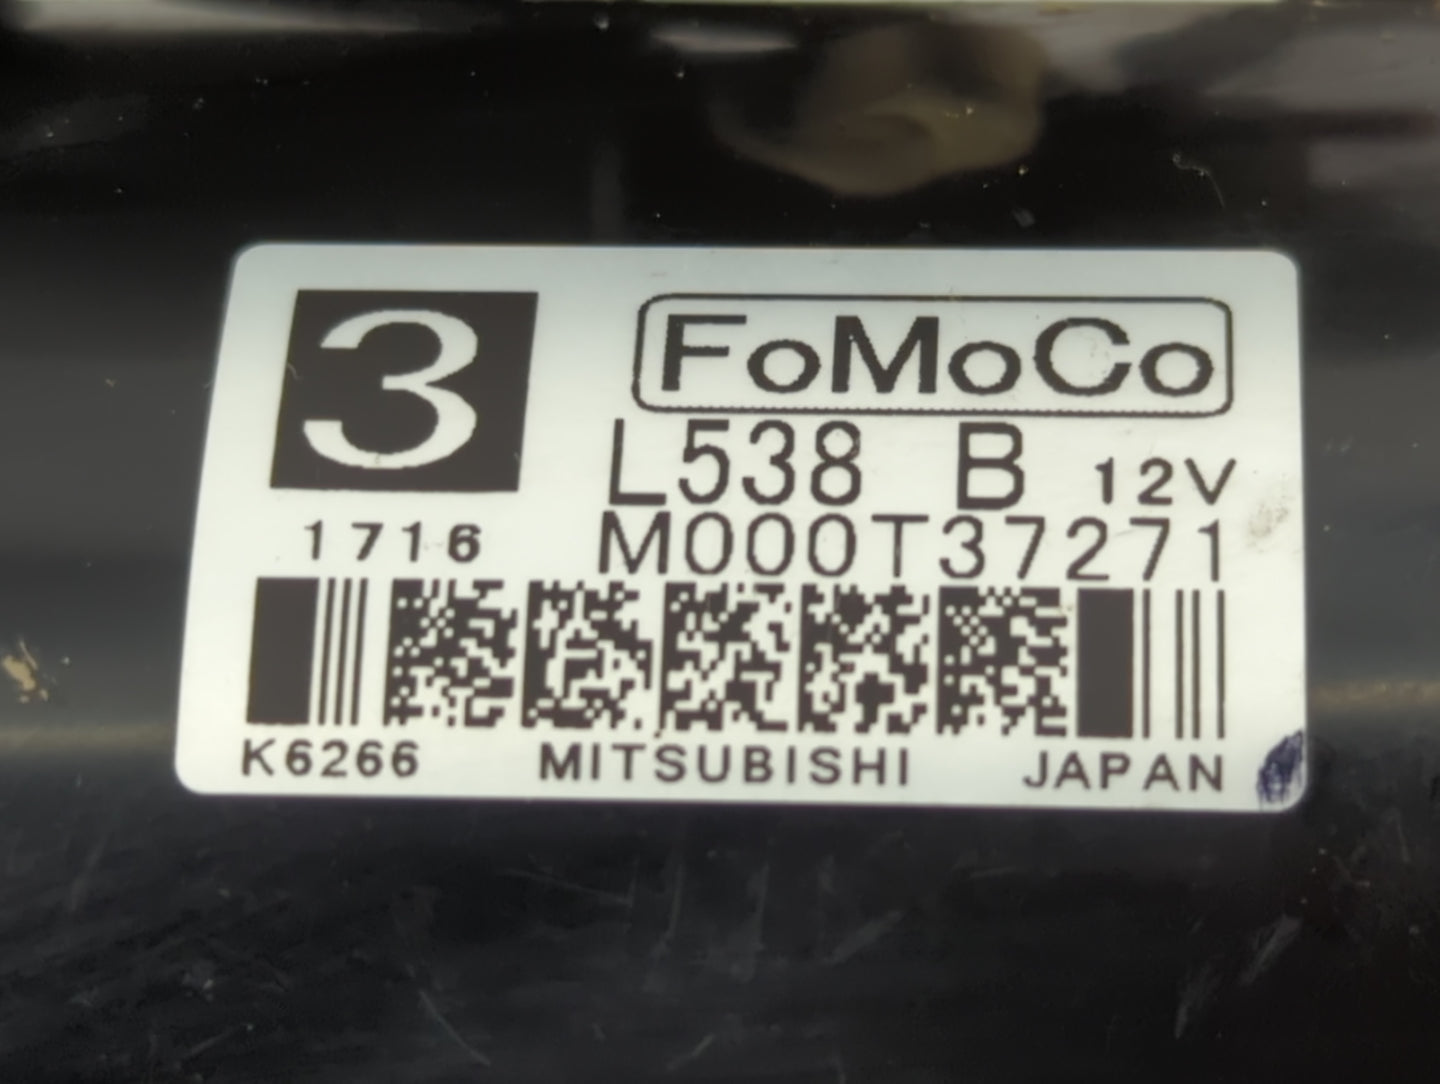 3
FoMoCo
L538 B 12V
1716 M000T37271
K6266 MITSUBISHI JAPAN